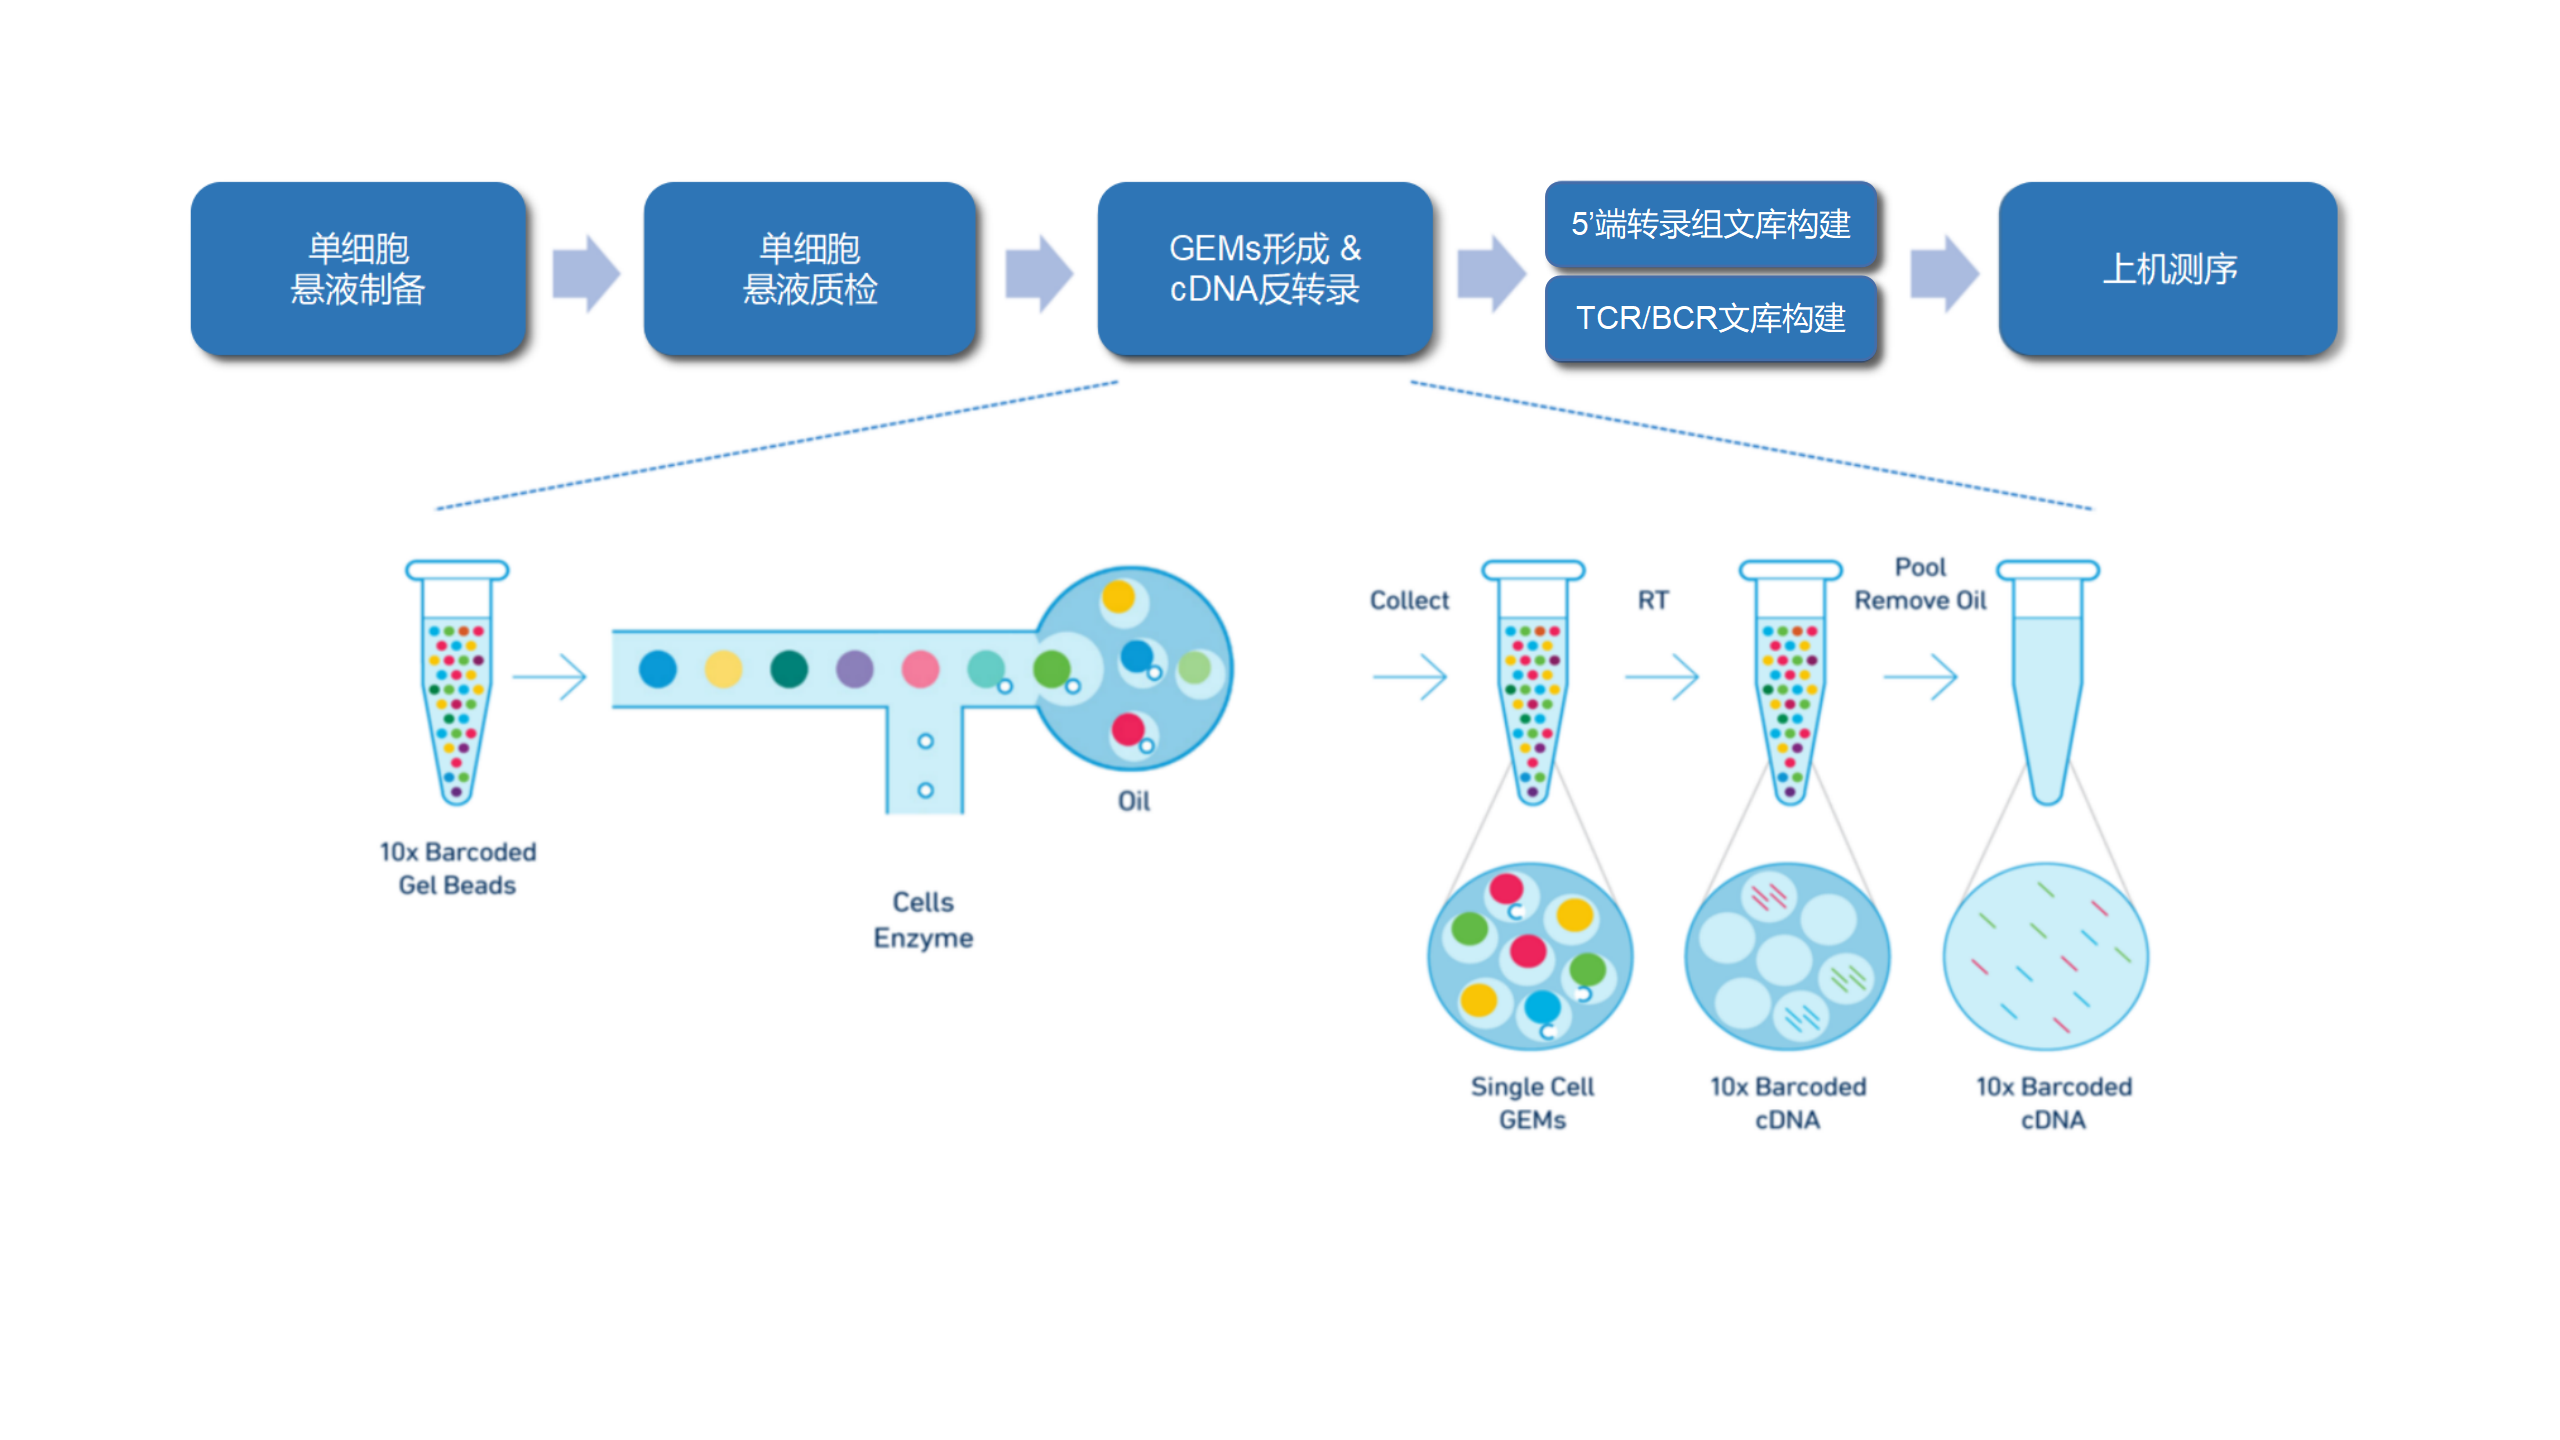 单细胞
悬液制备
单细胞
悬液质检
GEMs形成 &
cDNA反转录
5’端转录组文库构建
TCR/BCR文库构建
上机测序
Collect
RT
Pool
Remove Oil
Oil
10x Barcoded
Gel Beads
Cells
Enzyme
Single Cell
GEMs
10x Barcoded
cDNA
10x Barcoded
cDNA